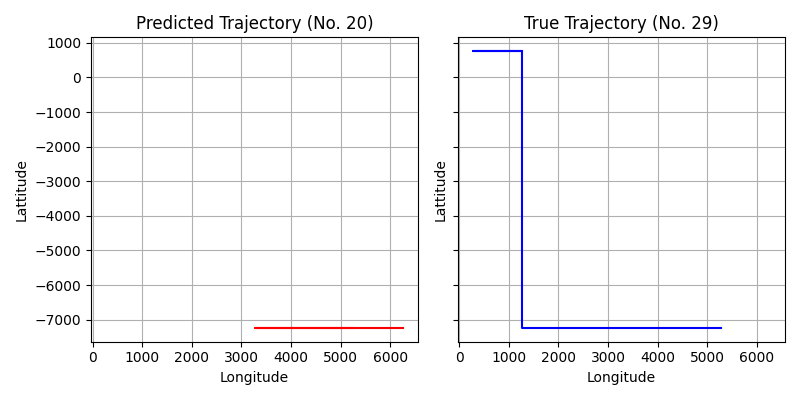 Predicted Trajectory (No. 20)
True Trajectory (No. 29)
1000
0
−1000
−2000
−3000
−4000
−5000
−6000
−7000
Lattitude
Lattitude
0 1000 2000 3000 4000 5000 6000
0 1000 2000 3000 4000 5000 6000
Longitude
Longitude